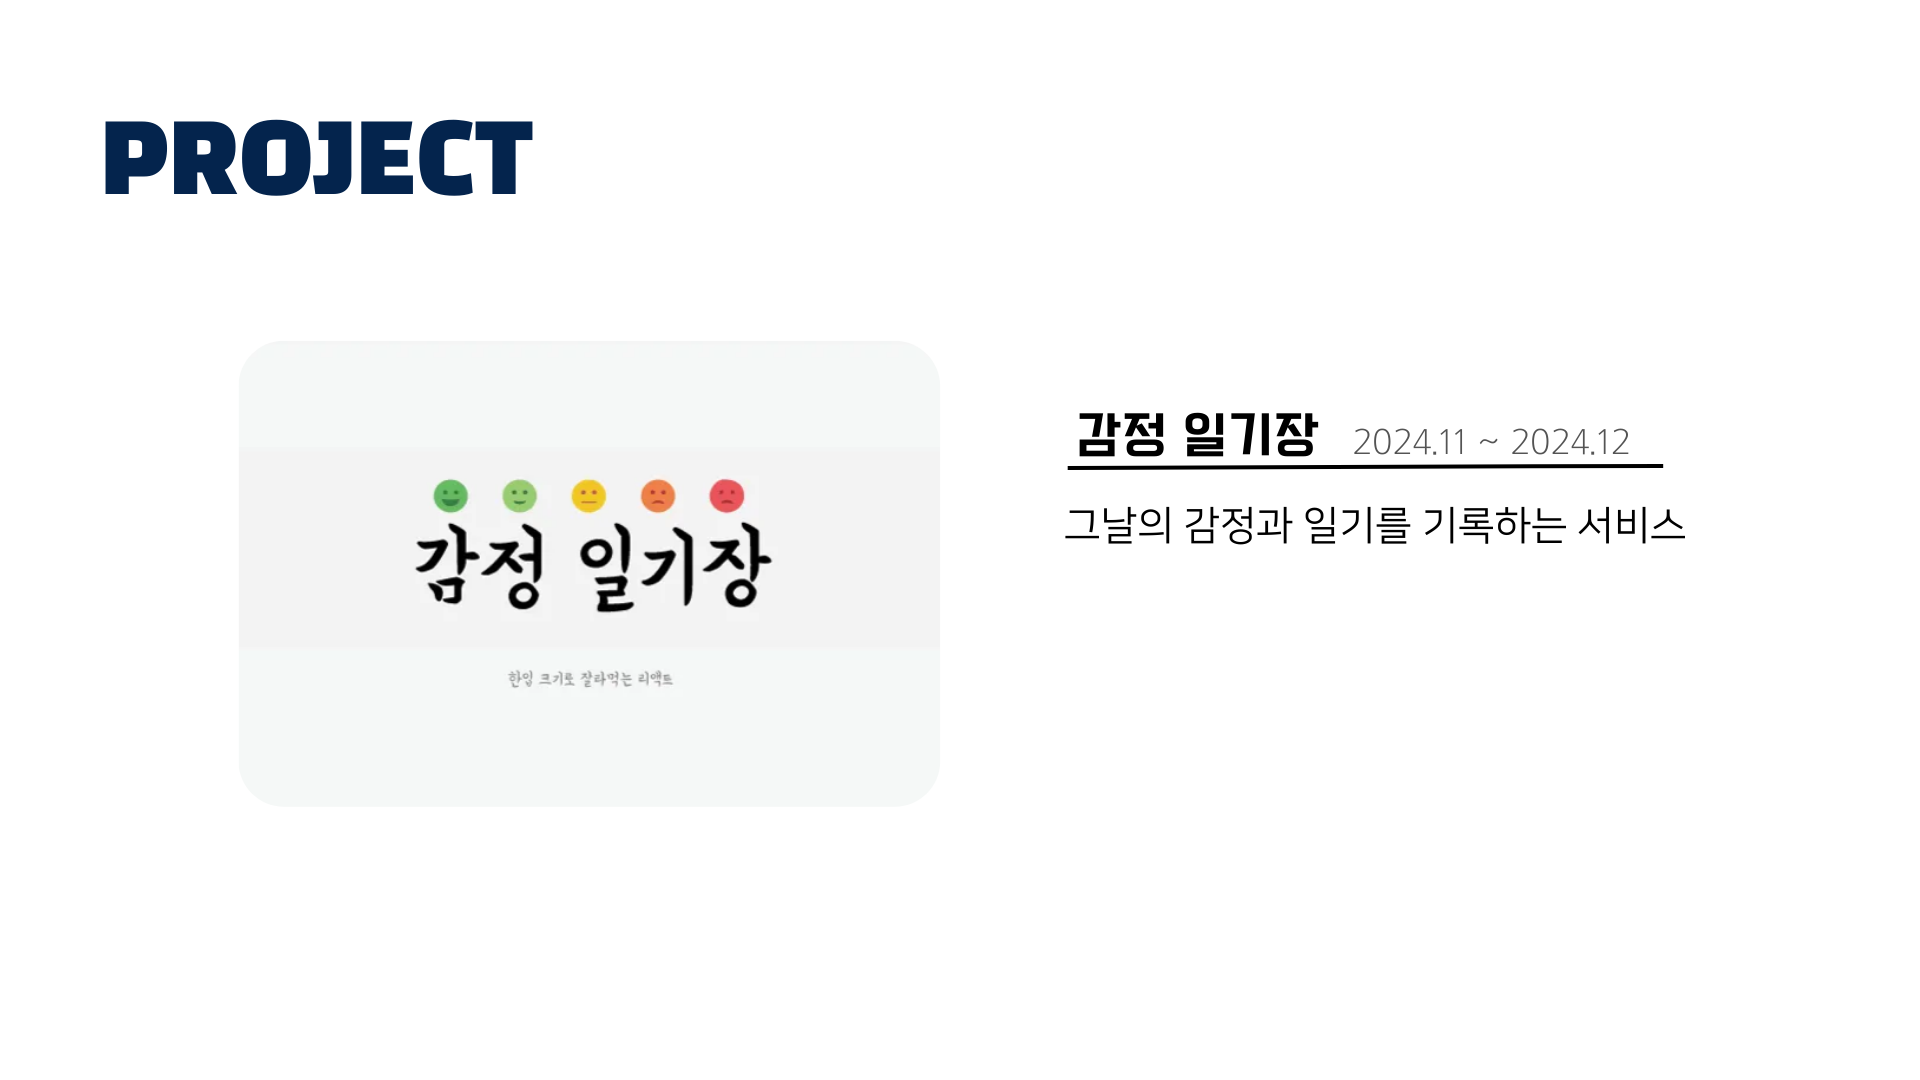 PROJECT
감정 일기장
한입 크기로 잘라먹는 리액트
감정 일기장 2024.11 ~ 2024.12
그날의 감정과 일기를 기록하는 서비스